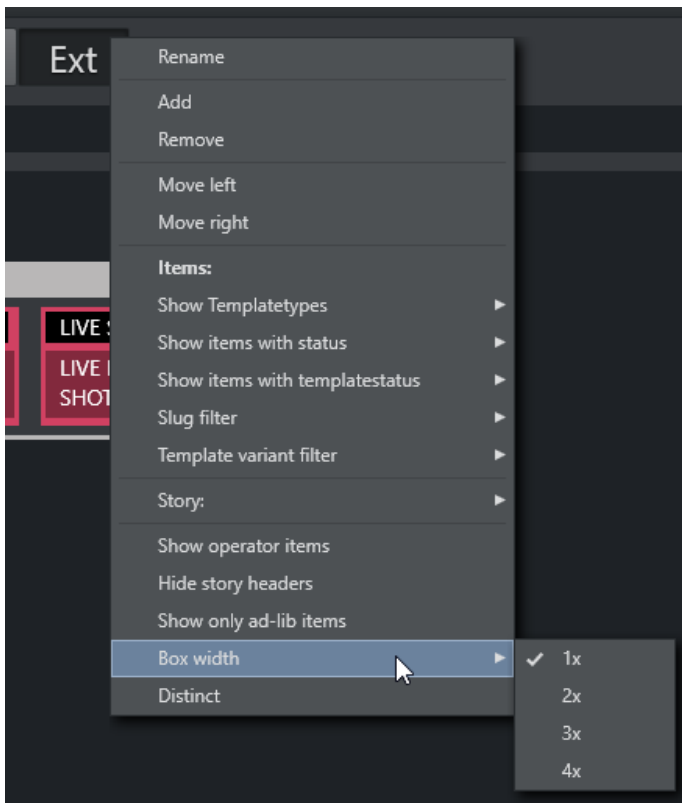 Ext
Rename
Add
Remove
Move left
Move right
Items:
Show Templatetypes
LIVE
Show items with status
LIVE
Show items with templatestatus
SHOT
Slug filter
Template variant filter
Story:
Show operator items
Hide story headers
Show only ad-lib items
Box width
1x
Distinct
2x
3x
4x